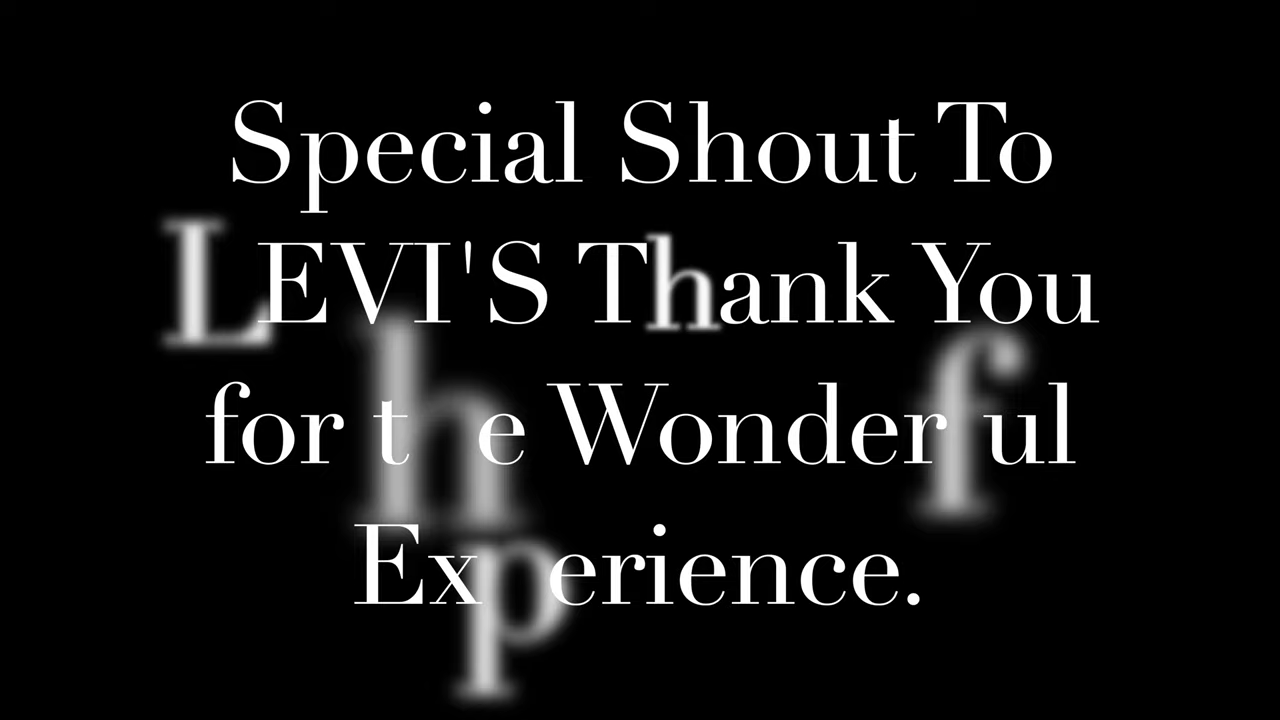 Special Shout To
LEVI'S Thank You
for the Wonderful
Experience.